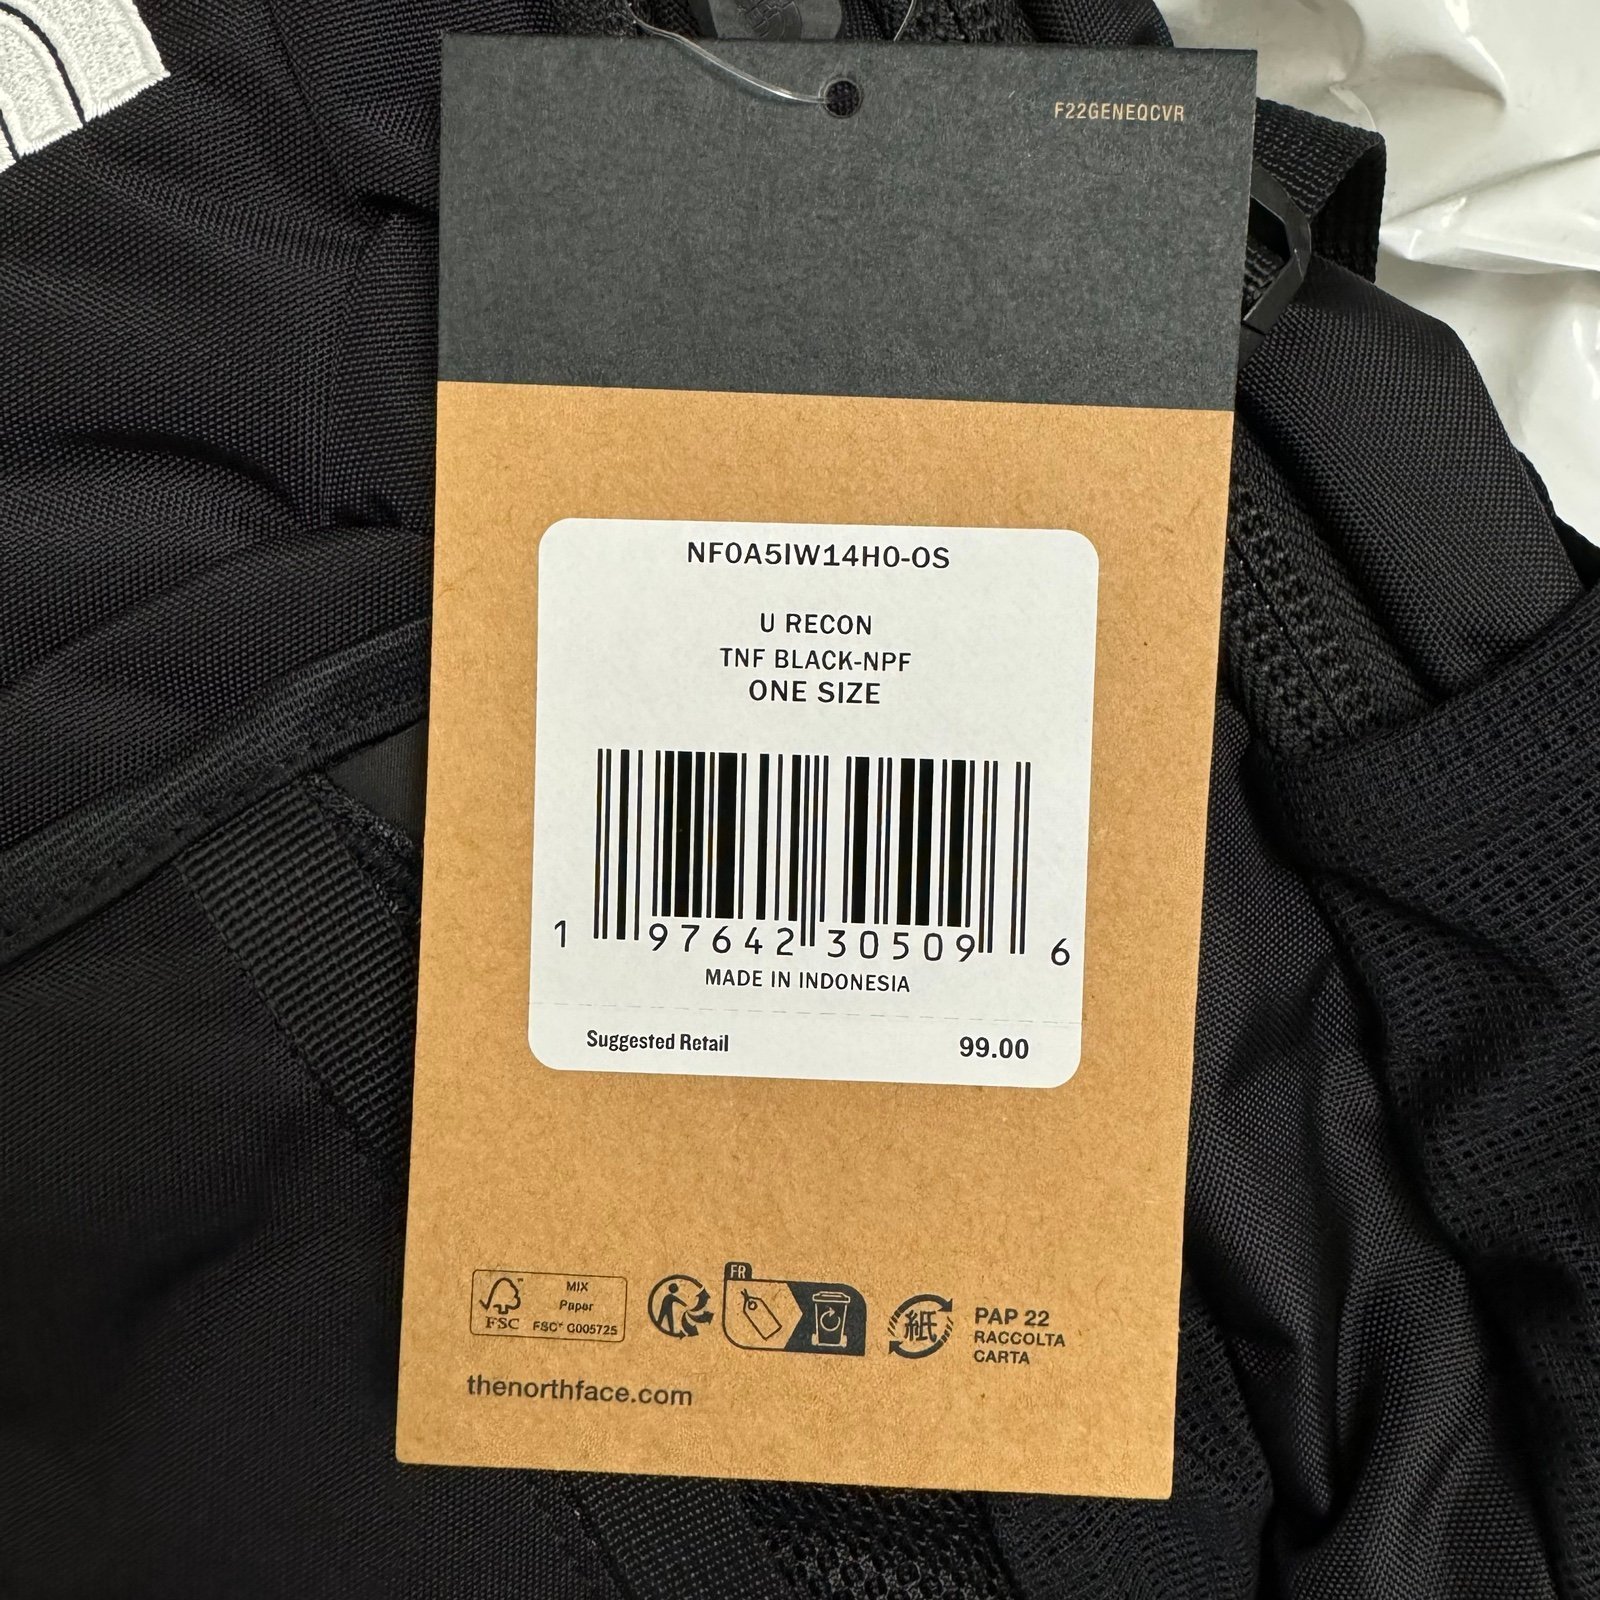 F22GENEQCVR
NF0A5IW14H0-OS
U RECON
TNF BLACK-NPF
ONE SIZE
1 97642 30509 6
MADE IN INDONESIA
Suggested Retail 99.00
FSC
MIX
Paper
FSC® C005725
FR
紙
PAP 22
RACCOLTA
CARTA
thenorthface.com